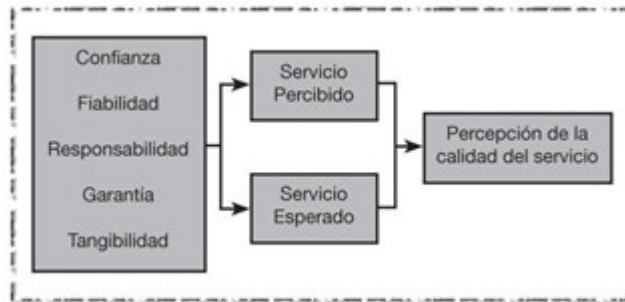 Confianza
Fiabilidad
Responsabilidad
Garantía
Tangibilidad
Servicio
Percibido
Servicio
Esperado
Percepción de la
calidad del servicio